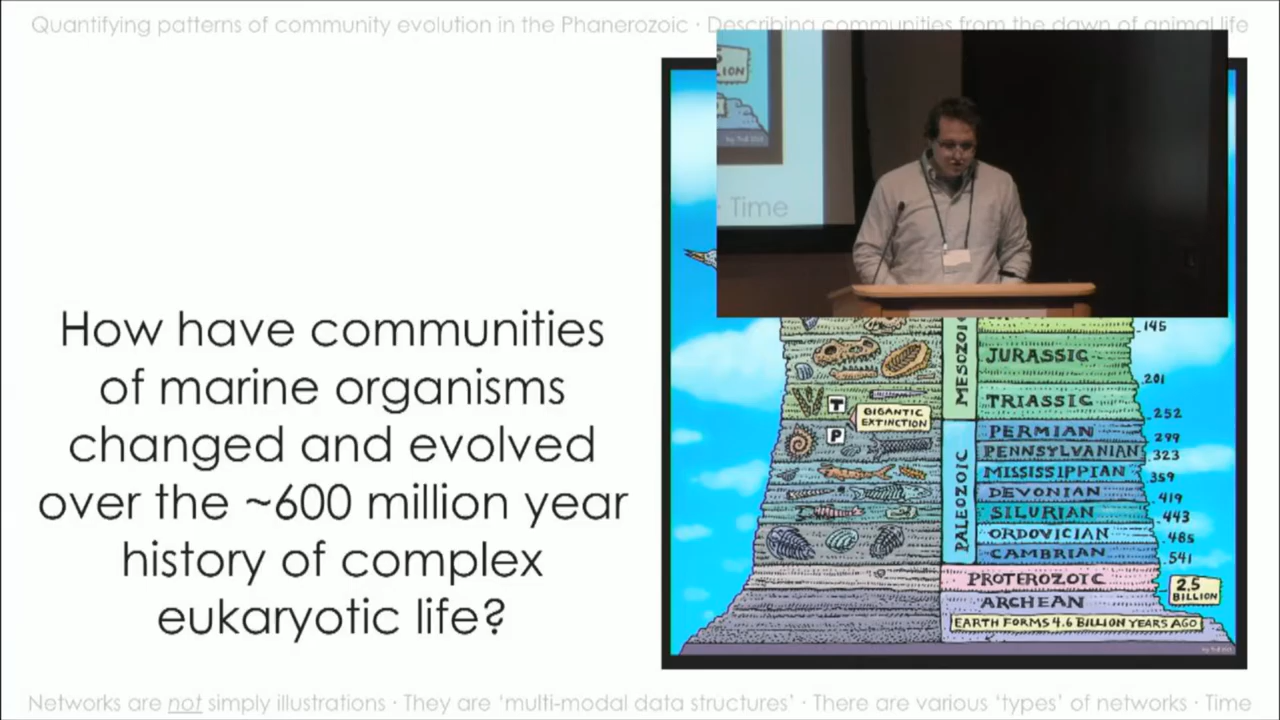 Quantifying patterns of community evolution in the Phanerozoic · Describing communities from the dawn of animal life
ION
Time
How have communities
of marine organisms
changed and evolved
over the ~600 million year
history of complex
eukaryotic life?
MESOZOI
145
JURASSIC
201
TRIASSIC
252
T
GIGANTIC
EXTINCTION
P
PALEOZOIC
PERMIAN
299
PENNSYLVANIAN
323
MISSISSIPPIAN
359
DEVONIAN
419
SILURIAN
443
ORDOVICIAN
485
CAMBRIAN
541
PROTEROZOIC
2.5
BILLION
ARCHEAN
EARTH FORMS 4.6 BILLION YEARS AGO
Networks are not simply illustrations · They are ‘multi-modal data structures’ · There are various ‘types’ of networks · Time